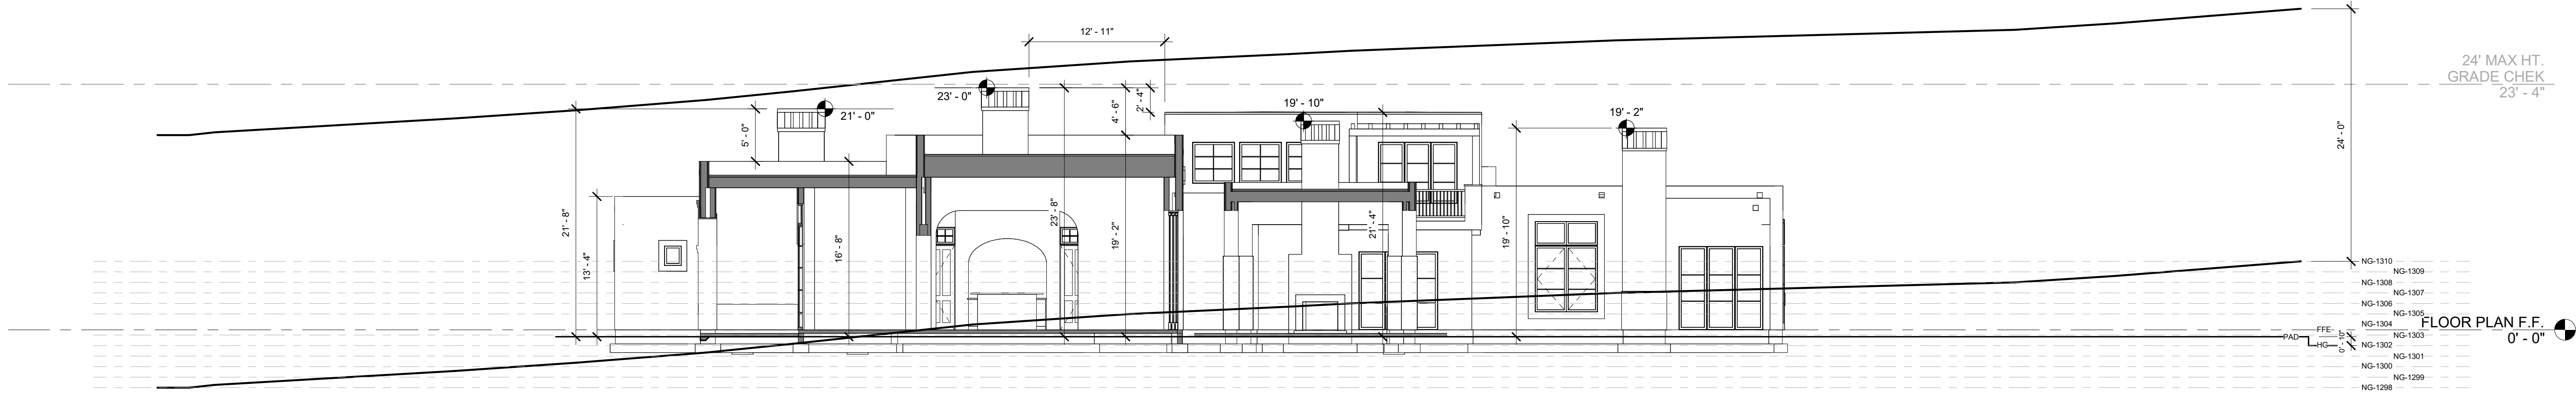 12' - 11"
24' MAX HT.
GRADE CHEK
23' - 4"
23' - 0"
21' - 0"
19' - 10"
19' - 2"
5' - 0"
4' - 6"
2' - 4"
24' - 0"
21' - 8"
13' - 4"
16' - 8"
23' - 8"
19' - 2"
21' - 4"
19' - 10"
NG-1310
NG-1309
NG-1308
NG-1307
NG-1306
NG-1305
NG-1304
FFE
FLOOR PLAN F.F.
0' - 0"
NG-1303
PAD
HG
0' - 10"
NG-1302
NG-1301
NG-1300
NG-1299
NG-1298